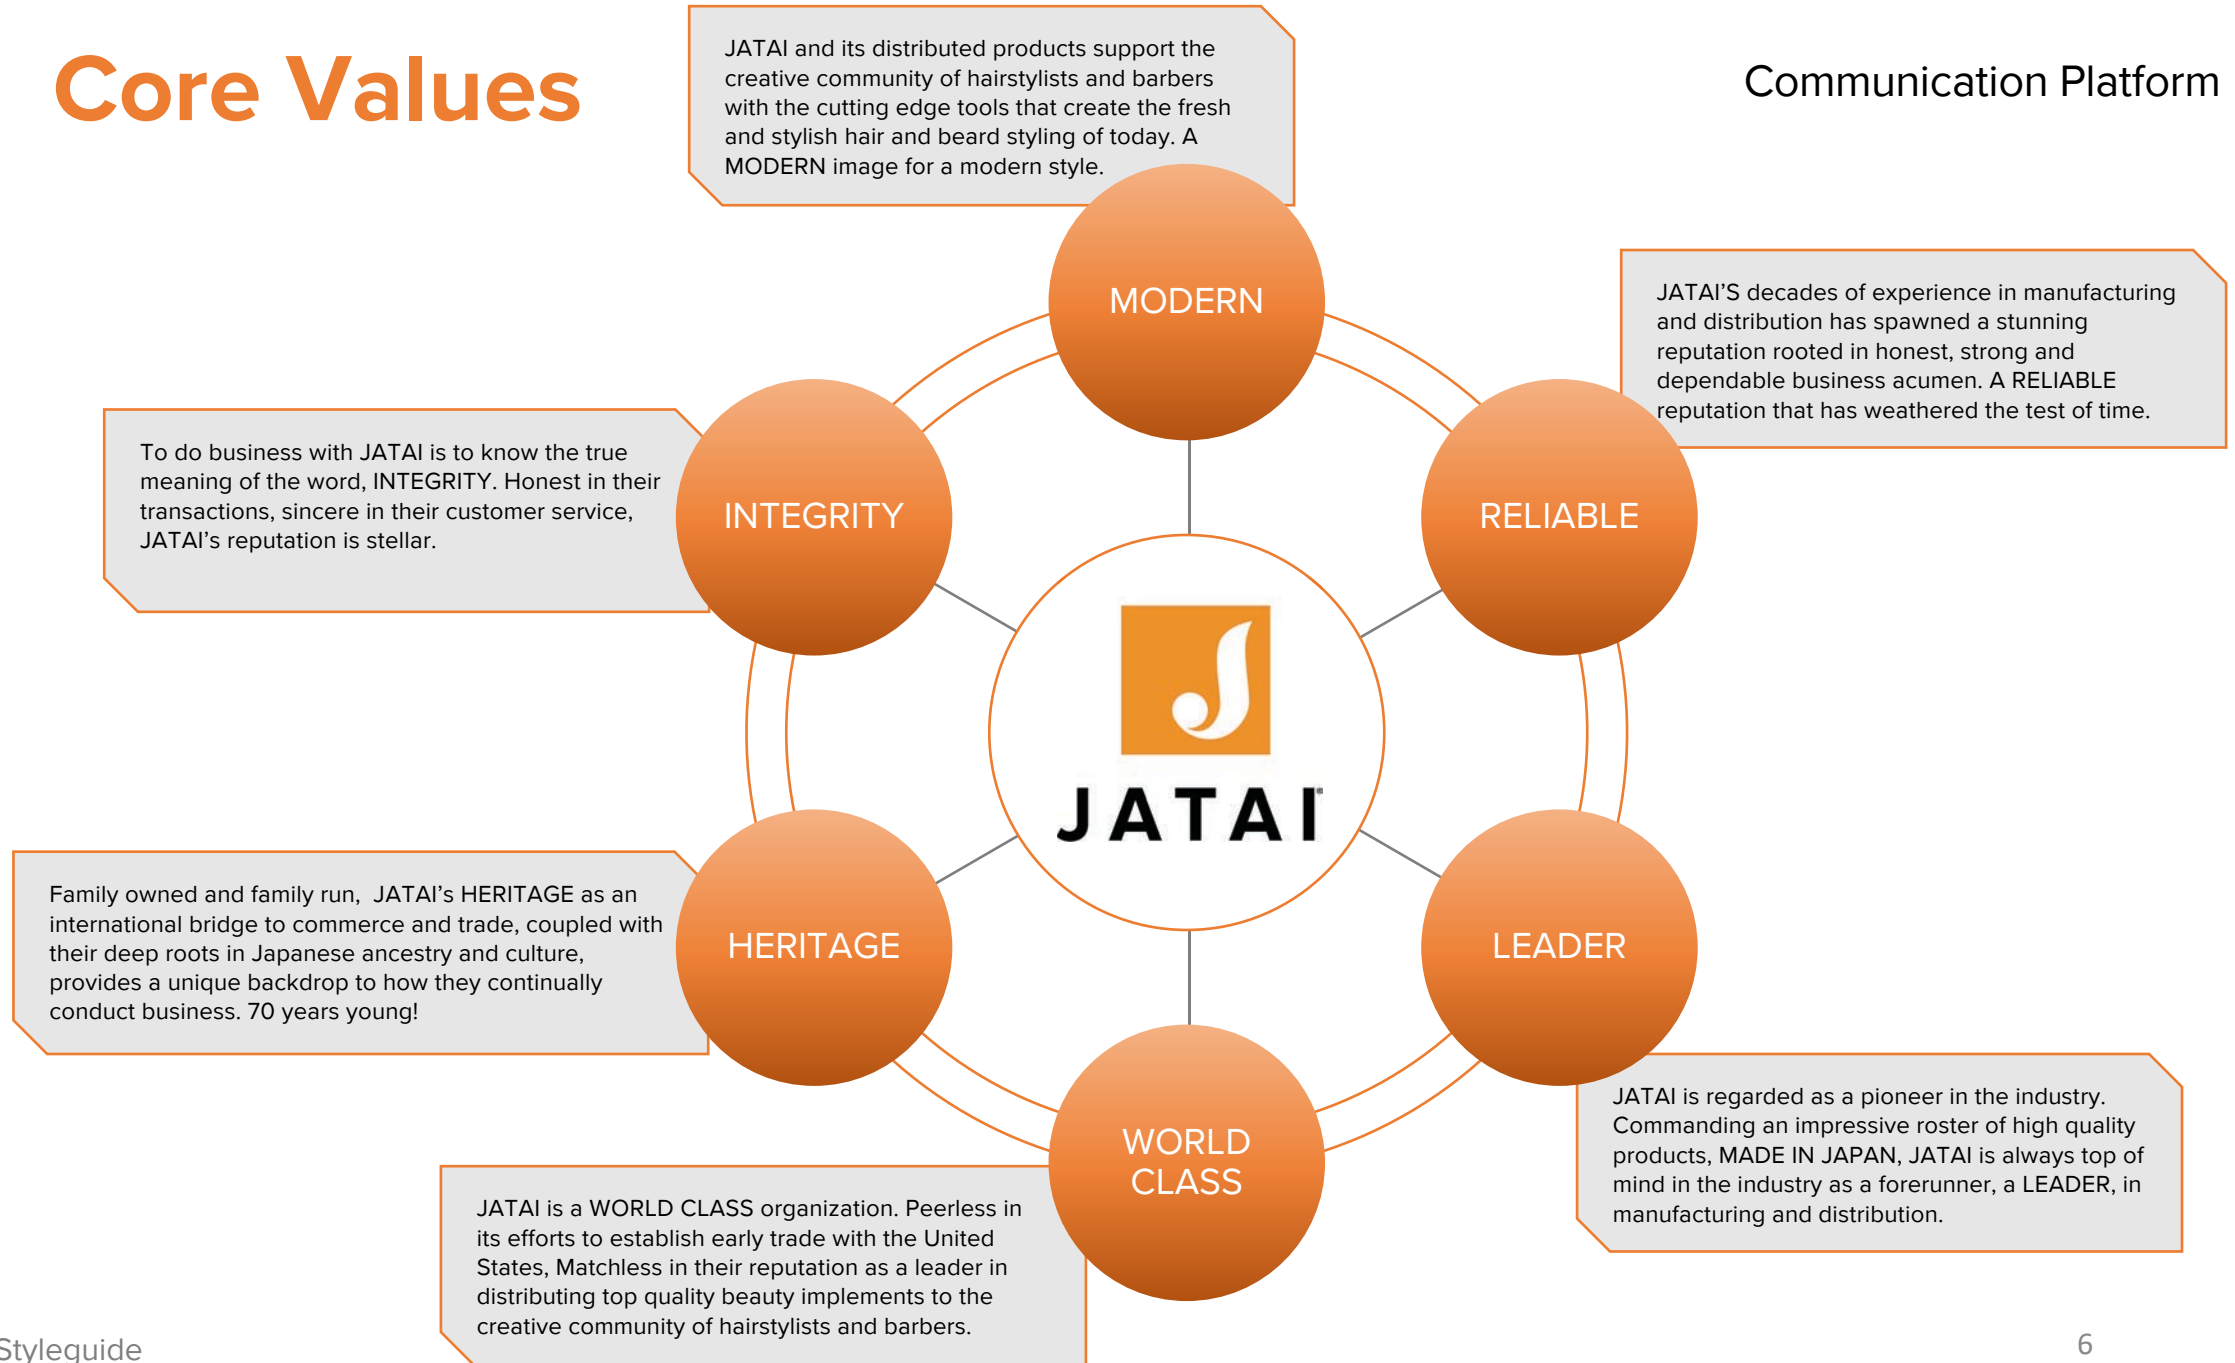 Core Values
Communication Platform
JATAI and its distributed products support the
creative community of hairstylists and barbers
with the cutting edge tools that create the fresh
and stylish hair and beard styling of today. A
MODERN image for a modern style.
MODERN
JATAI'S decades of experience in manufacturing
and distribution has spawned a stunning
reputation rooted in honest, strong and
dependable business acumen. A RELIABLE
reputation that has weathered the test of time.
RELIABLE
To do business with JATAI is to know the true
meaning of the word, INTEGRITY. Honest in their
transactions, sincere in their customer service,
JATAI's reputation is stellar.
INTEGRITY
J
JATAI
Family owned and family run,  JATAI's HERITAGE as an
international bridge to commerce and trade, coupled with
their deep roots in Japanese ancestry and culture,
provides a unique backdrop to how they continually
conduct business. 70 years young!
HERITAGE
LEADER
JATAI is regarded as a pioneer in the industry.
Commanding an impressive roster of high quality
products, MADE IN JAPAN, JATAI is always top of
mind in the industry as a forerunner, a LEADER, in
manufacturing and distribution.
WORLD
CLASS
JATAI is a WORLD CLASS organization. Peerless in
its efforts to establish early trade with the United
States, Matchless in their reputation as a leader in
distributing top quality beauty implements to the
creative community of hairstylists and barbers.
Styleguide
6